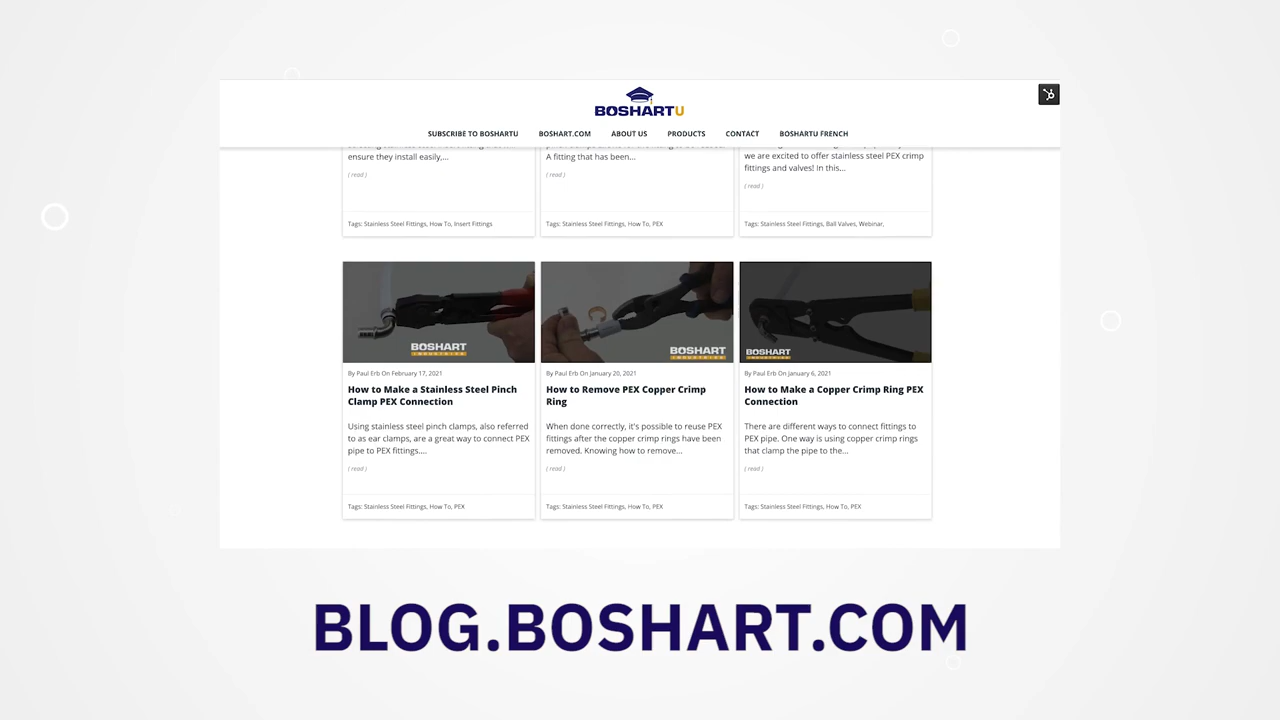 BOSHARTU
SUBSCRIBE TO BOSHARTU BOSHART.COM ABOUT US PRODUCTS CONTACT BOSHARTU FRENCH
ensure they install easily,...
( read )
Tags: Stainless Steel Fittings, How To, Insert Fittings
A fitting that has been...
( read )
Tags: Stainless Steel Fittings, How To, PEX
we are excited to offer stainless steel PEX crimp
fittings and valves! In this...
( read )
Tags: Stainless Steel Fittings, Ball Valves, Webinar,
BOSHART
INDUSTRIES
By Paul Erb On February 17, 2021
How to Make a Stainless Steel Pinch
Clamp PEX Connection
Using stainless steel pinch clamps, also referred
to as ear clamps, are a great way to connect PEX
pipe to PEX fittings....
( read )
Tags: Stainless Steel Fittings, How To, PEX
BOSHART
INDUSTRIES
By Paul Erb On January 20, 2021
How to Remove PEX Copper Crimp
Ring
When done correctly, it's possible to reuse PEX
fittings after the copper crimp rings have been
removed. Knowing how to remove...
( read )
Tags: Stainless Steel Fittings, How To, PEX
BOSHART
INDUSTRIES
By Paul Erb On January 6, 2021
How to Make a Copper Crimp Ring PEX
Connection
There are different ways to connect fittings to
PEX pipe. One way is using copper crimp rings
that clamp the pipe to the...
( read )
Tags: Stainless Steel Fittings, How To, PEX
BLOG.BOSHART.COM